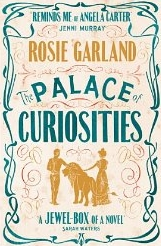 REMINDS ME OF ANGELA CARTER
JENNI MURRAY
ROSIE GARLAND
The PALACE of
CURIOSITIES
A JEWEL-BOX OF A NOVEL
SARAH WATERS